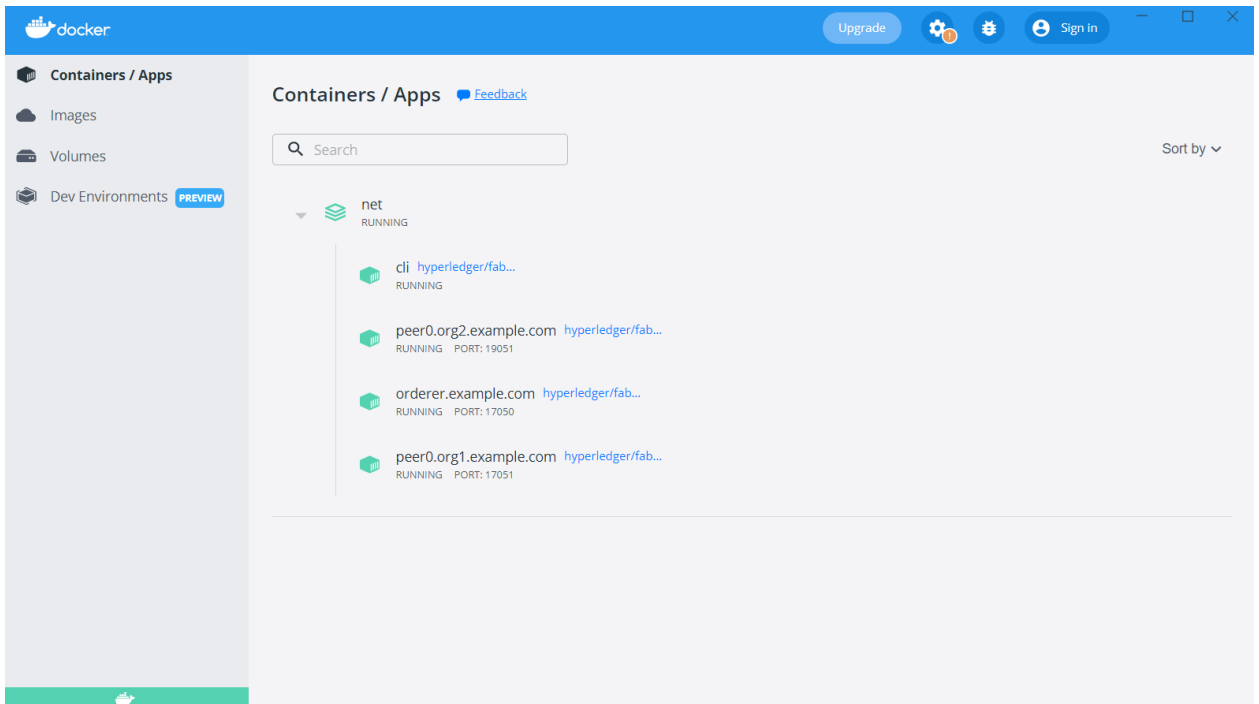 docker
Upgrade
Sign in
Containers / Apps
Images
Volumes
Dev Environments PREVIEW
Containers / Apps Feedback
Search
Sort by
net
RUNNING
cli hyperledger/fab...
RUNNING
peer0.org2.example.com hyperledger/fab...
RUNNING PORT: 19051
orderer.example.com hyperledger/fab...
RUNNING PORT: 17050
peer0.org1.example.com hyperledger/fab...
RUNNING PORT: 17051